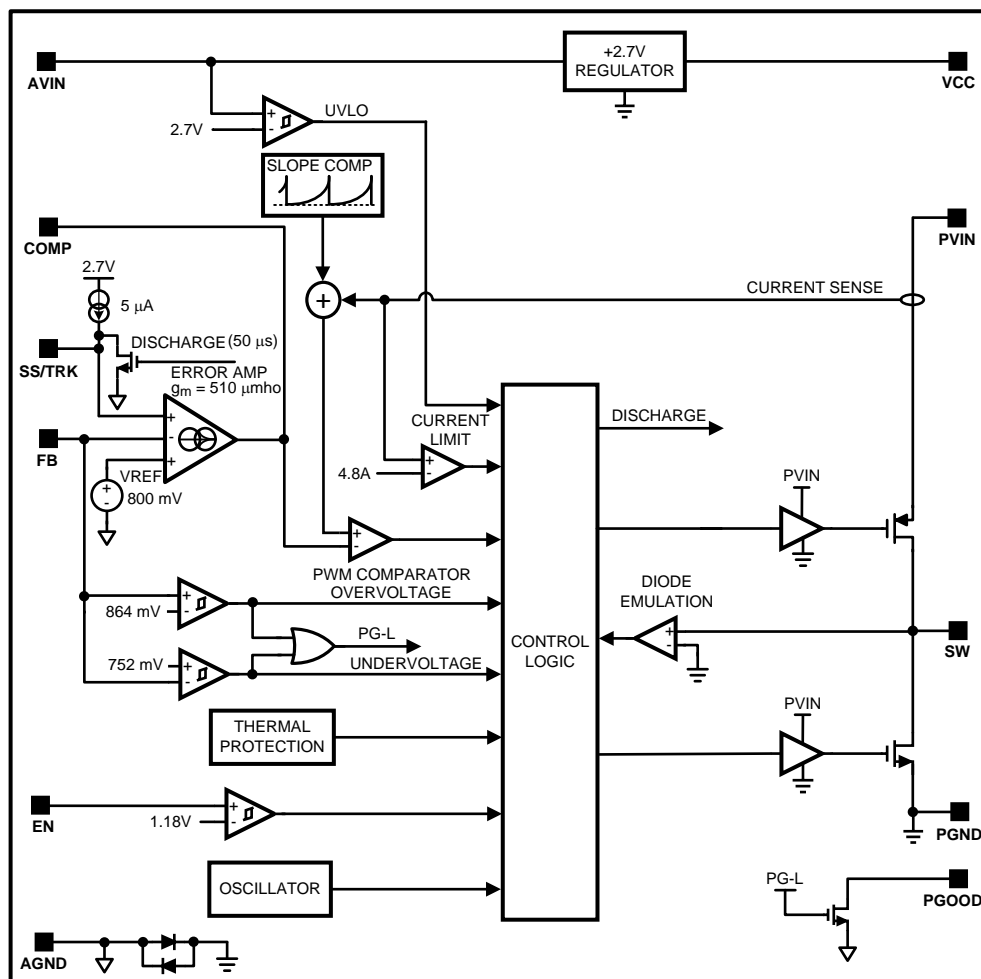 +2.7V
REGULATOR
AVIN
VCC
+
-
UVLO
2.7V
SLOPE COMP
COMP
PVIN
2.7V
5 μA
+
CURRENT SENSE
DISCHARGE (50 μs)
SS/TRK
ERROR AMP
gm = 510 μmho
+
-
+
FB
VREF
+
-
800 mV
CURRENT
LIMIT
+
-
4.8A
DISCHARGE
PVIN
+
-
PWM COMPARATOR
OVERVOLTAGE
+
-
864 mV
PG-L
752 mV
+
-
UNDERVOLTAGE
CONTROL
LOGIC
DIODE
EMULATION
+
-
SW
PVIN
THERMAL
PROTECTION
EN
+
-
1.18V
PGND
OSCILLATOR
PG-L
PGOOD
AGND